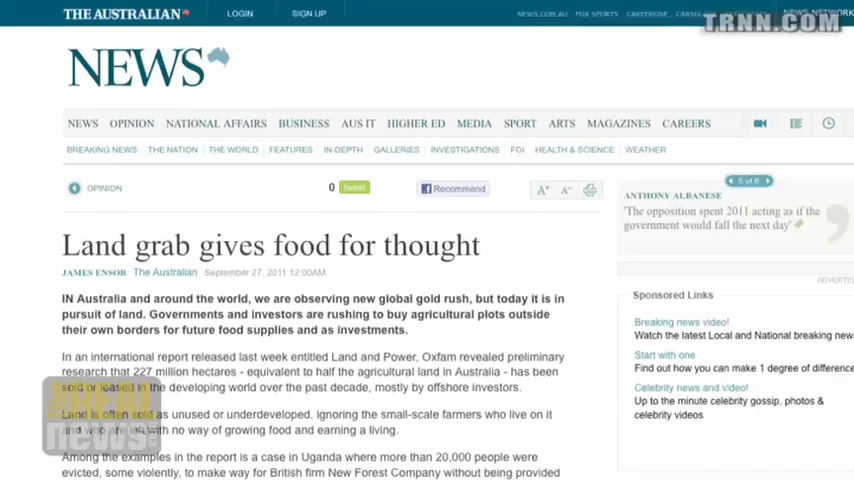 THE AUSTRALIAN
LOGIN
SIGN UP
NEWS.COM.AU
FOX SPORTS
CAREERONE
NEWS NETWORK
TRNN.COM
NEWS
NEWS OPINION NATIONAL AFFAIRS BUSINESS AUS IT HIGHER ED MEDIA SPORT ARTS MAGAZINES CAREERS
BREAKING NEWS THE NATION THE WORLD FEATURES IN-DEPTH GALLERIES INVESTIGATIONS FOI HEALTH & SCIENCE WEATHER
OPINION
0 tweet
Recommend
A+ A-
5 of 6
ANTHONY ALBANESE
'The opposition spent 2011 acting as if the
government would fall the next day'
Land grab gives food for thought
JAMES ENSOR The Australian September 27, 2011 12:00AM
IN Australia and around the world, we are observing new global gold rush, but today it is in
pursuit of land. Governments and investors are rushing to buy agricultural plots outside
their own borders for future food supplies and as investments.
In an international report released last week entitled Land and Power, Oxfam revealed preliminary
research that 227 million hectares - equivalent to half the agricultural land in Australia - has been
sold or leased in the developing world over the past decade, mostly by offshore investors.
Land is often sold as unused or underdeveloped, ignoring the small-scale farmers who live on it
and who are left with no way of growing food and earning a living.
Among the examples in the report is a case in Uganda where more than 20,000 people were
evicted, some violently, to make way for British firm New Forest Company without being provided
ADVERTIS
Sponsored Links
Breaking news video!
Watch the latest Local and National breaking news
Start with one
Find out how you can make 1 degree of difference
Celebrity news and video!
Up to the minute celebrity gossip, photos &
celebrity videos
THE REAL
news